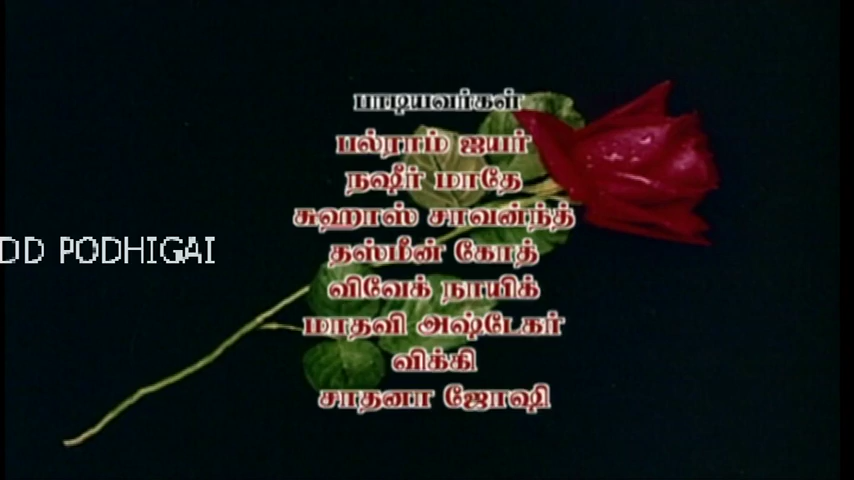 பாடியவர்கள்
பல்ராம் ஐயர்
நஷீர் மாதே
சுஹாஸ் சாவன்ந்த்
DD PODHIGAI
தஸ்மீன் கோத்
விவேக் நாயிக்
மாதவி அஷ்டேகர்
விக்கி
சாதனா ஜோஷி